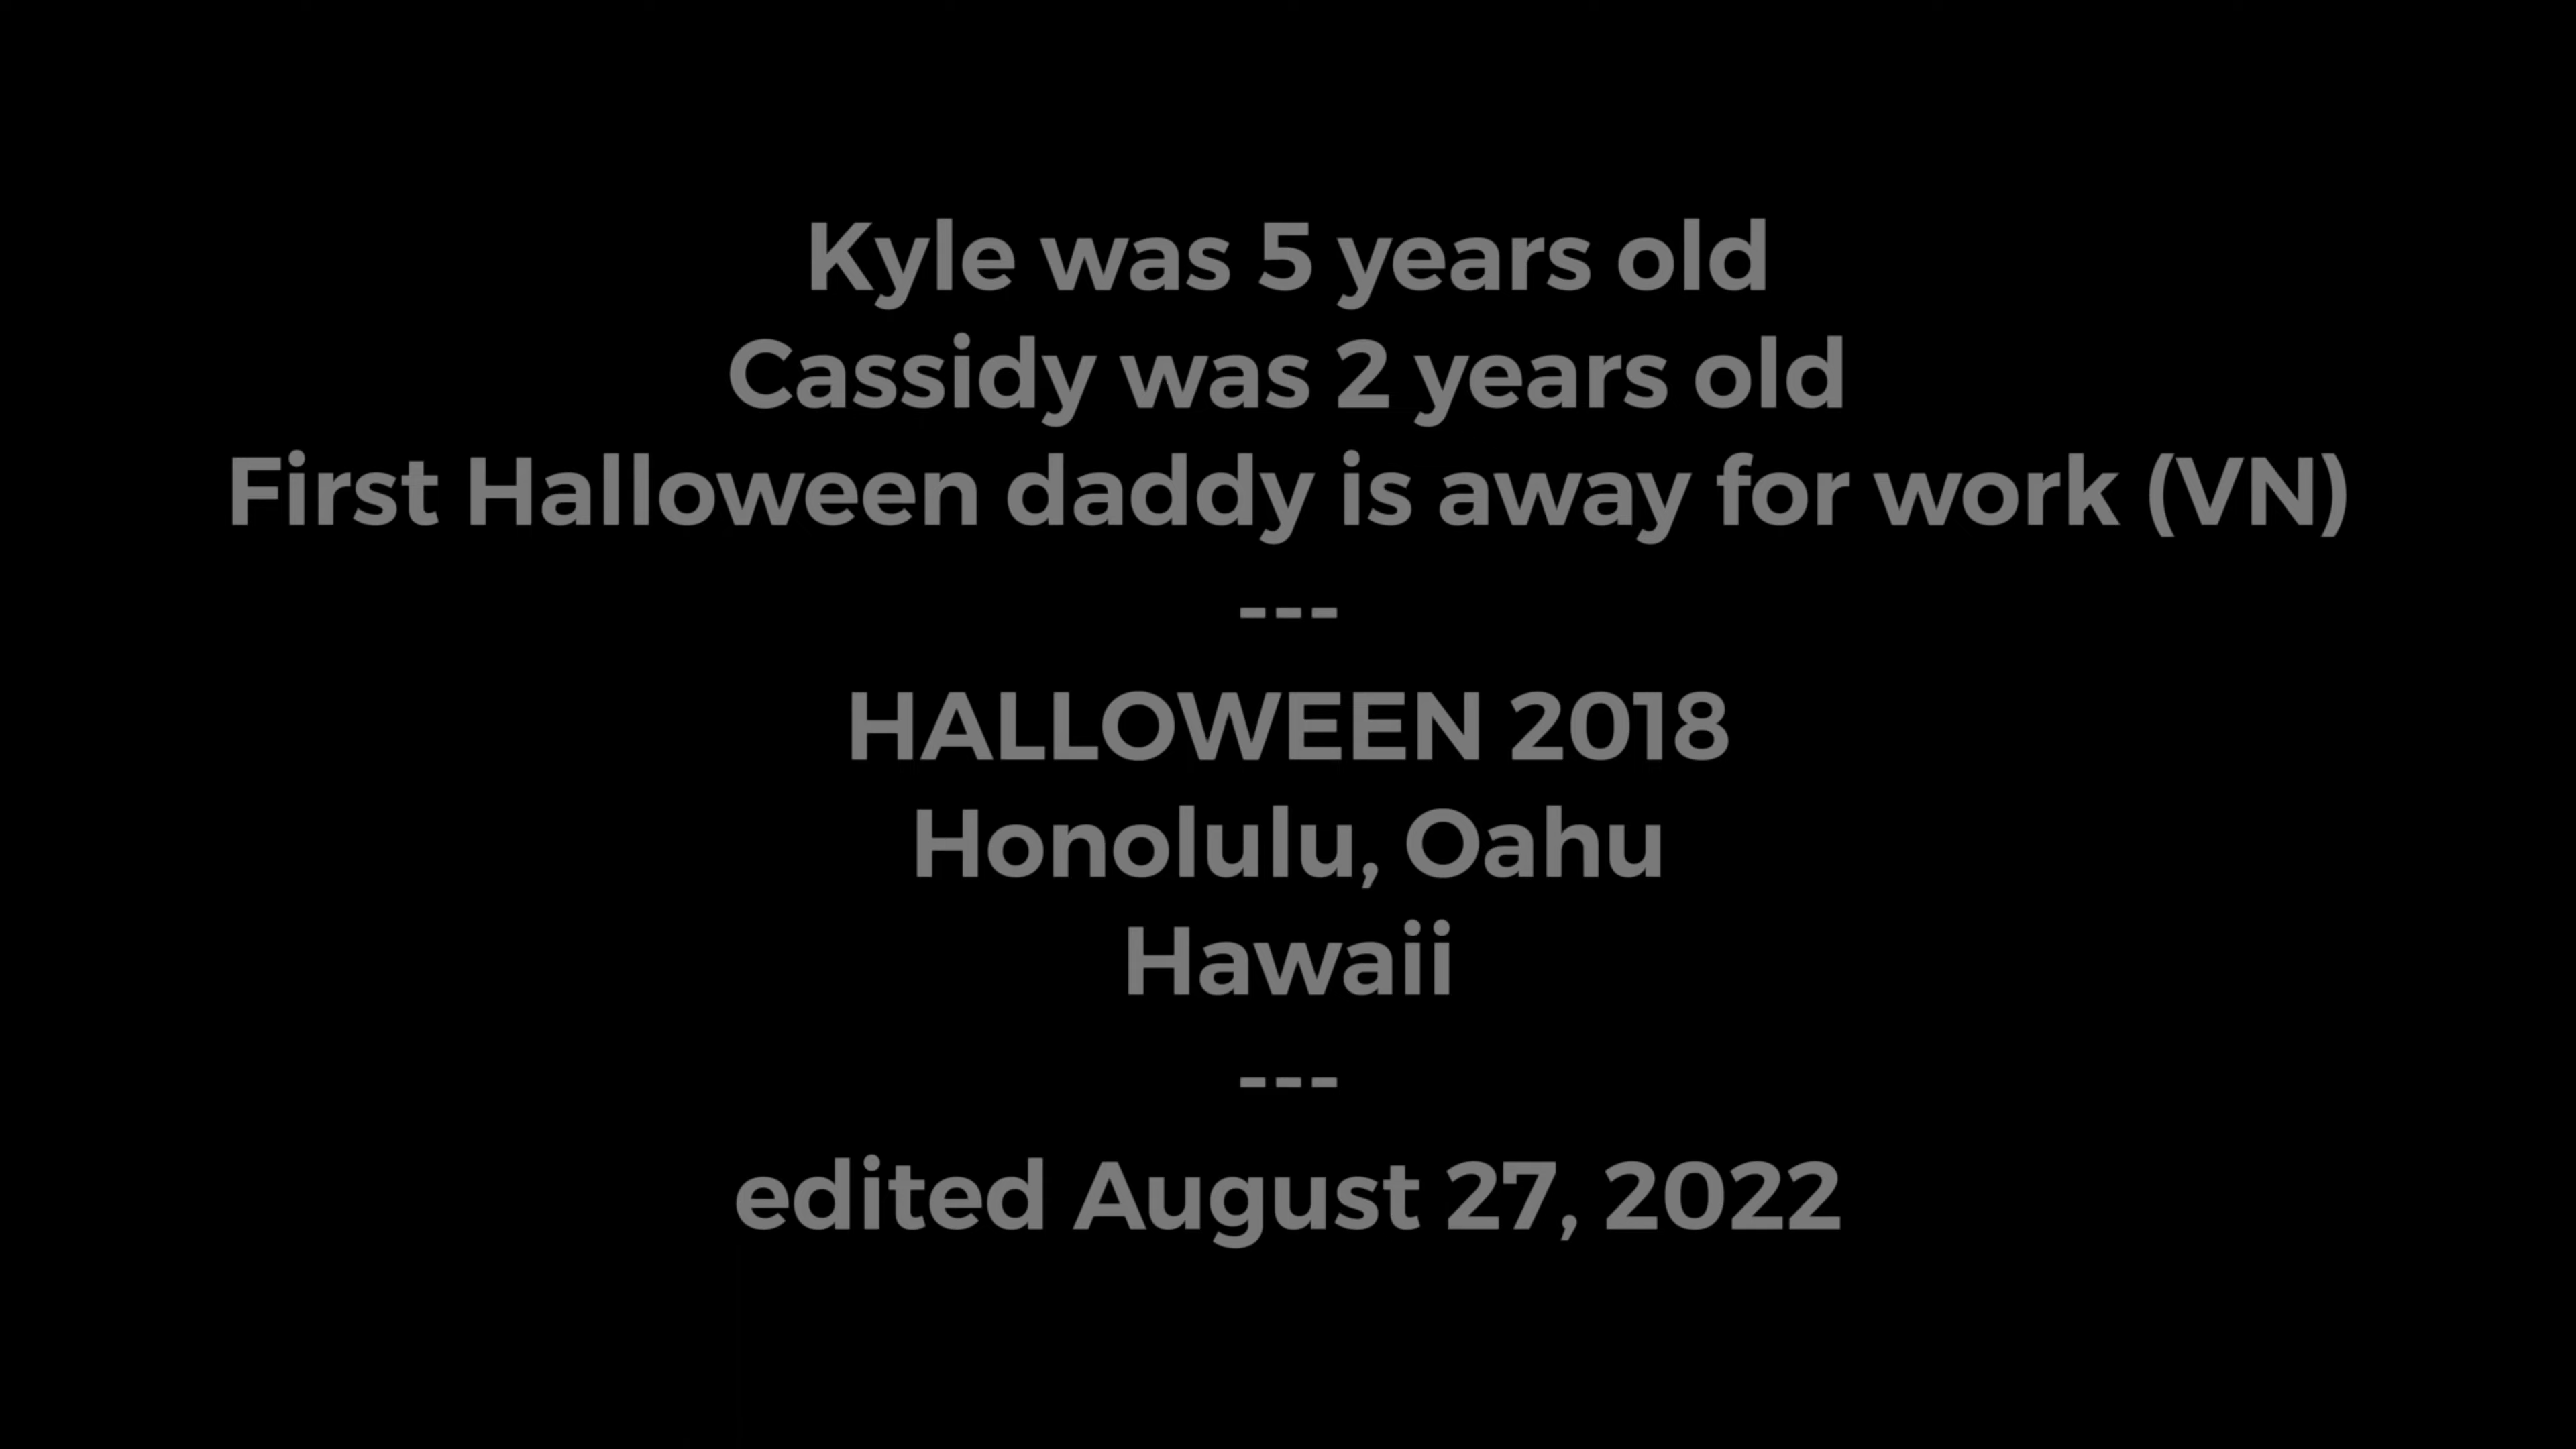 Kyle was 5 years old
Cassidy was 2 years old
First Halloween daddy is away for work (VN)
---
HALLOWEEN 2018
Honolulu, Oahu
Hawaii
---
edited August 27, 2022